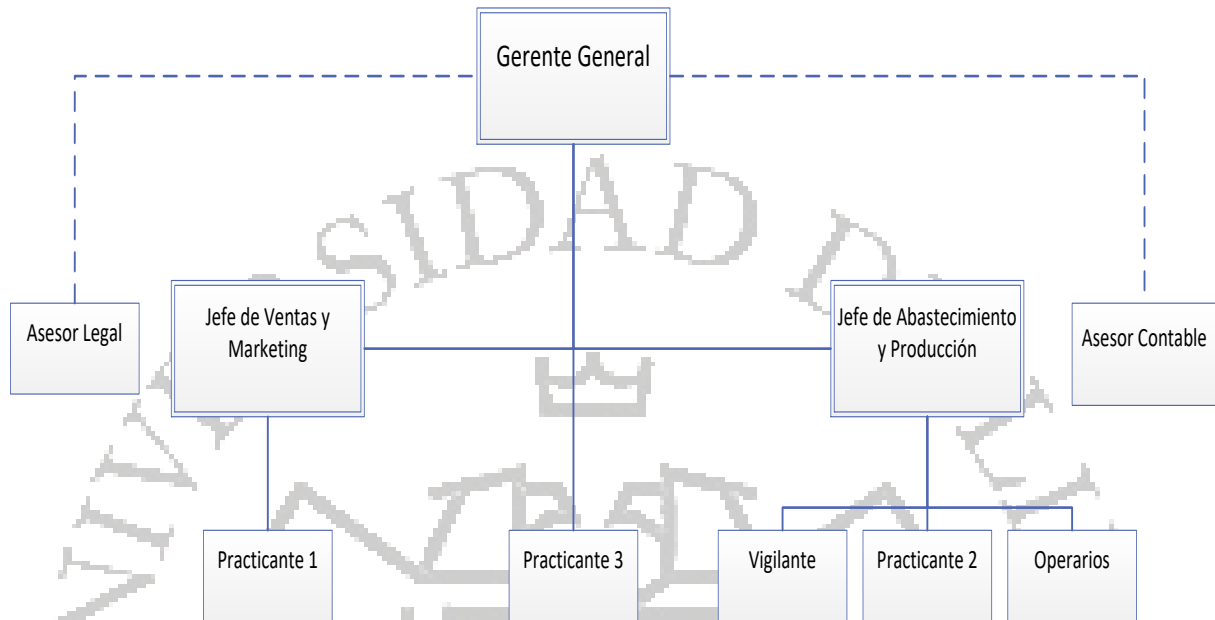 Gerente General
Asesor Legal
Jefe de Ventas y
Marketing
Jefe de Abastecimiento
y Producción
Asesor Contable
Practicante 1
Practicante 3
Vigilante
Practicante 2
Operarios